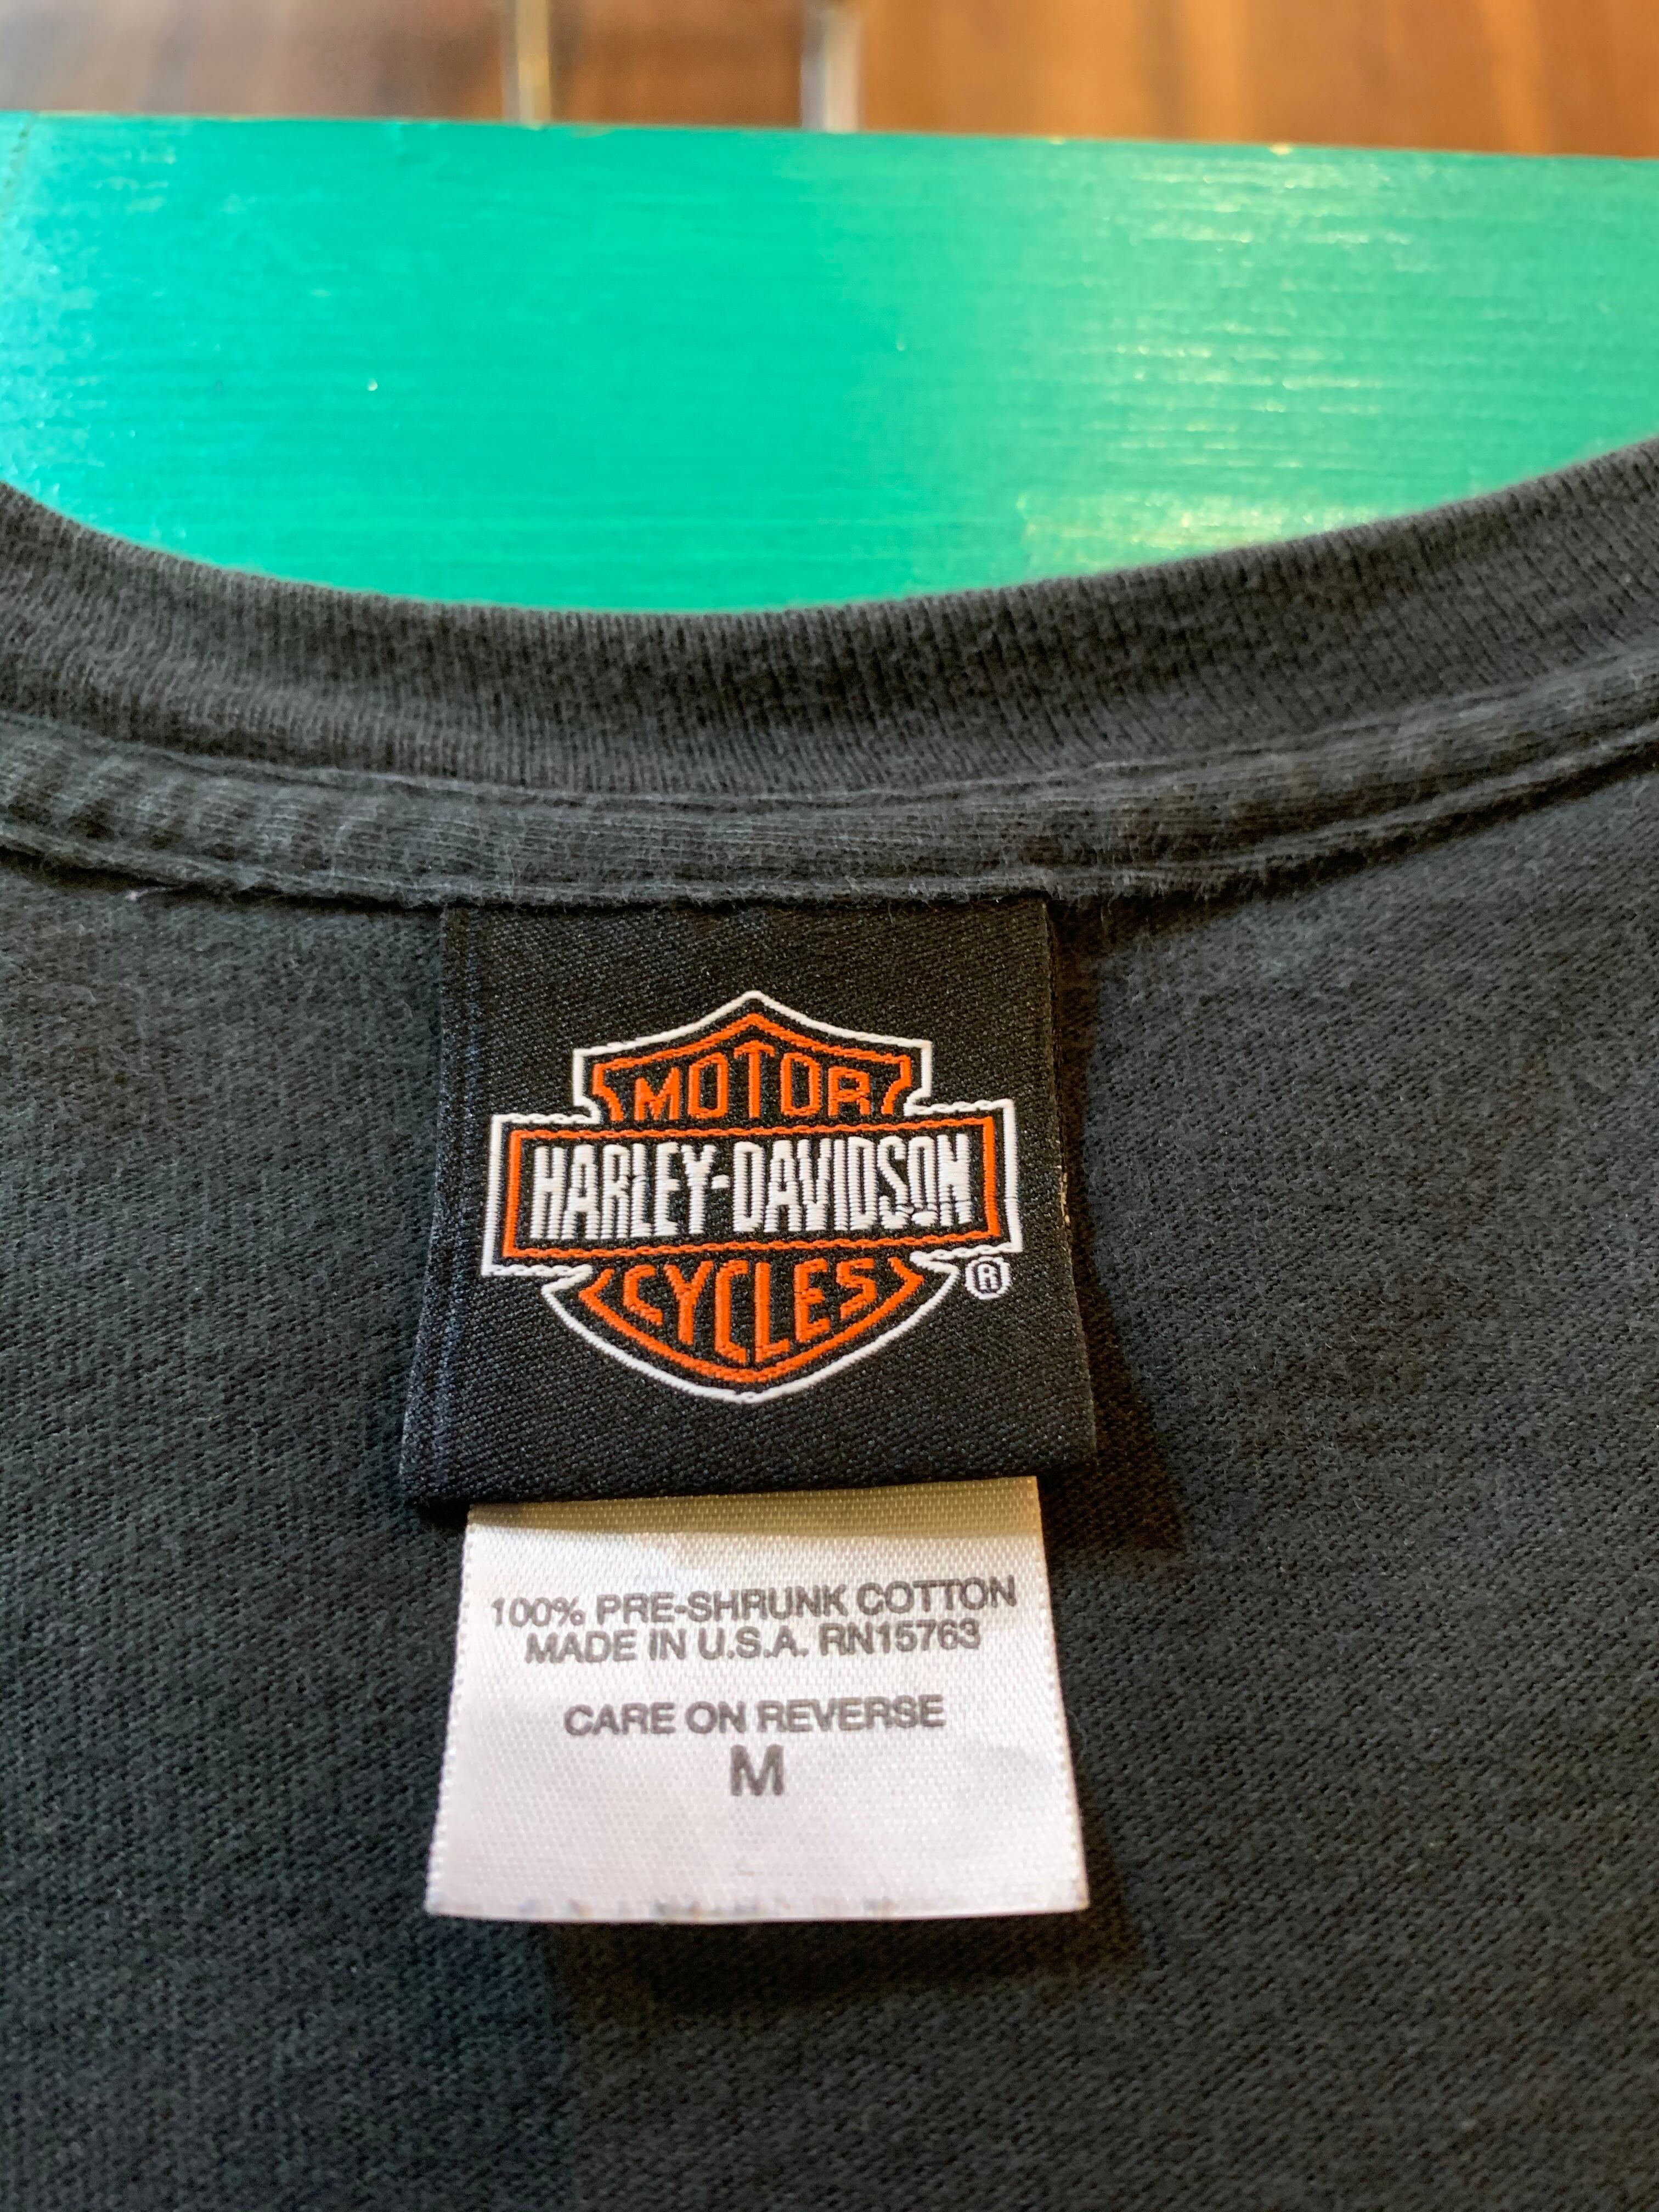 MOTOR
HARLEY-DAVIDSON
CYCLES
®
100% PRE-SHRUNK COTTON
MADE IN U.S.A. RN15763
CARE ON REVERSE
M